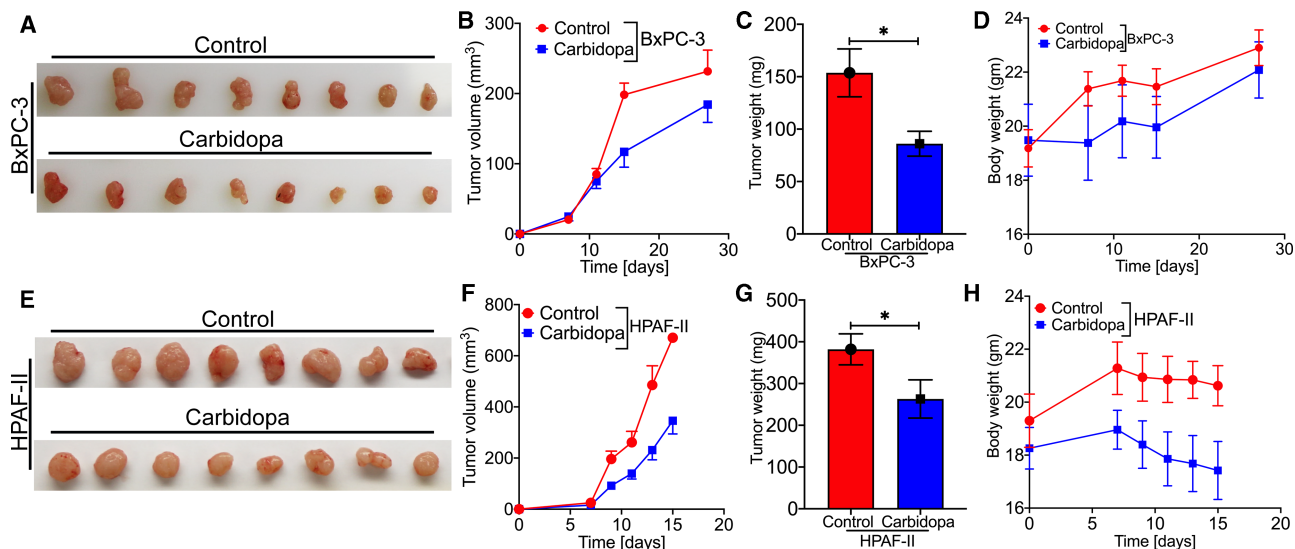 A
Control
BxPC-3
Carbidopa
B
Control
Carbidopa
BxPC-3
Tumor volume (mm3)
300
200
100
0
0
10
20
30
Time [days]
C
*
Tumor weight (mg)
200
150
100
50
0
Control
Carbidopa
BxPC-3
D
Control
Carbidopa
BxPC-3
Body weight (gm)
24
22
20
18
16
0
10
20
30
Time [days]
E
Control
HPAF-II
Carbidopa
F
Control
Carbidopa
HPAF-II
Tumor volume (mm3)
800
600
400
200
0
0
5
10
15
20
Time [days]
G
*
Tumor weight (mg)
500
400
300
200
100
0
Control
Carbidopa
HPAF-II
H
Control
Carbidopa
HPAF-II
Body weight (gm)
24
22
20
18
16
0
5
10
15
20
Time [days]